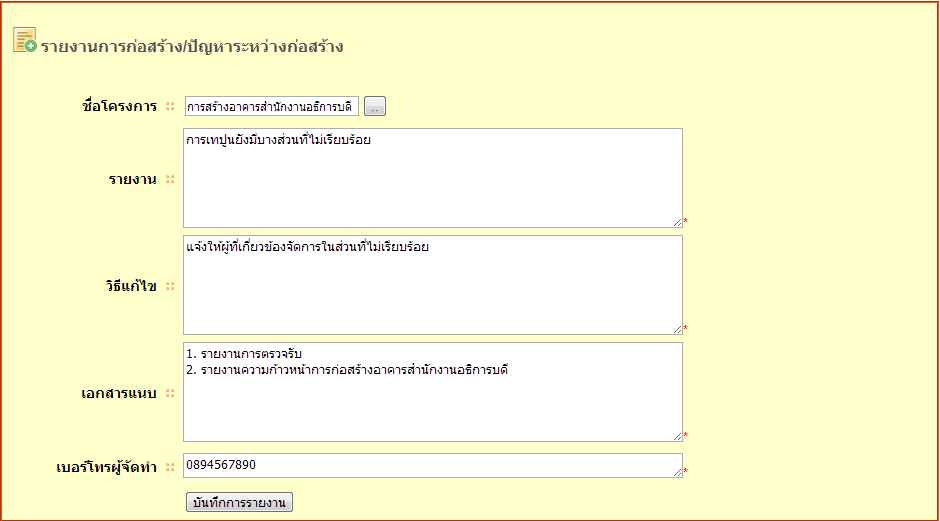 รายงานการก่อสร้าง/ปัญหาระหว่างก่อสร้าง
ชื่อโครงการ :: การสร้างอาคารสำนักงานอธิการบดี ..
รายงาน :: การเทปูนยังมีบางส่วนที่ไม่เรียบร้อย *
วิธีแก้ไข :: แจ้งให้ผู้ที่เกี่ยวข้องจัดการในส่วนที่ไม่เรียบร้อย *
เอกสารแนบ :: 1. รายงานการตรวจรับ
2. รายงานความก้าวหน้าการก่อสร้างอาคารสำนักงานอธิการบดี *
เบอร์โทรผู้จัดทำ :: 0894567890 *
บันทึกการรายงาน